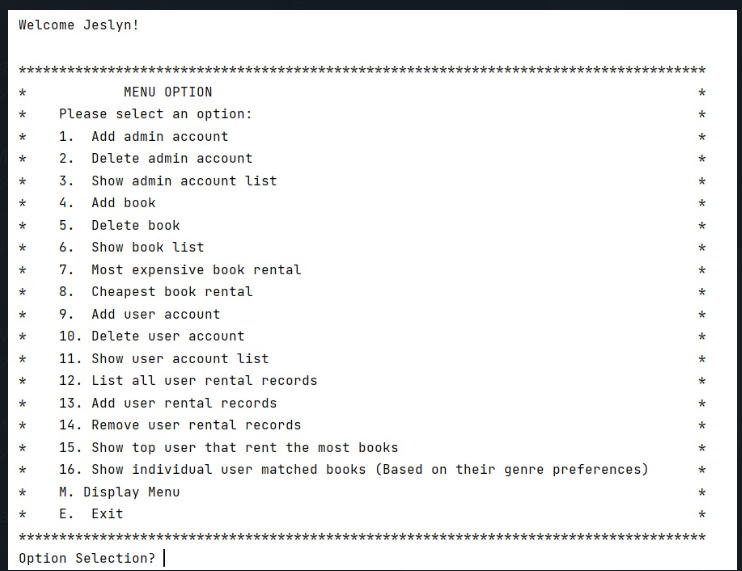 Welcome Jeslyn!
*************************************************************************************
*            MENU OPTION                                                            *
*    Please select an option:                                                       *
*    1.  Add admin account                                                          *
*    2.  Delete admin account                                                       *
*    3.  Show admin account list                                                    *
*    4.  Add book                                                                   *
*    5.  Delete book                                                                *
*    6.  Show book list                                                             *
*    7.  Most expensive book rental                                                 *
*    8.  Cheapest book rental                                                       *
*    9.  Add user account                                                           *
*    10. Delete user account                                                        *
*    11. Show user account list                                                     *
*    12. List all user rental records                                               *
*    13. Add user rental records                                                    *
*    14. Remove user rental records                                                 *
*    15. Show top user that rent the most books                                     *
*    16. Show individual user matched books (Based on their genre preferences)      *
*    M. Display Menu                                                                *
*    E.  Exit                                                                       *
*************************************************************************************
Option Selection?